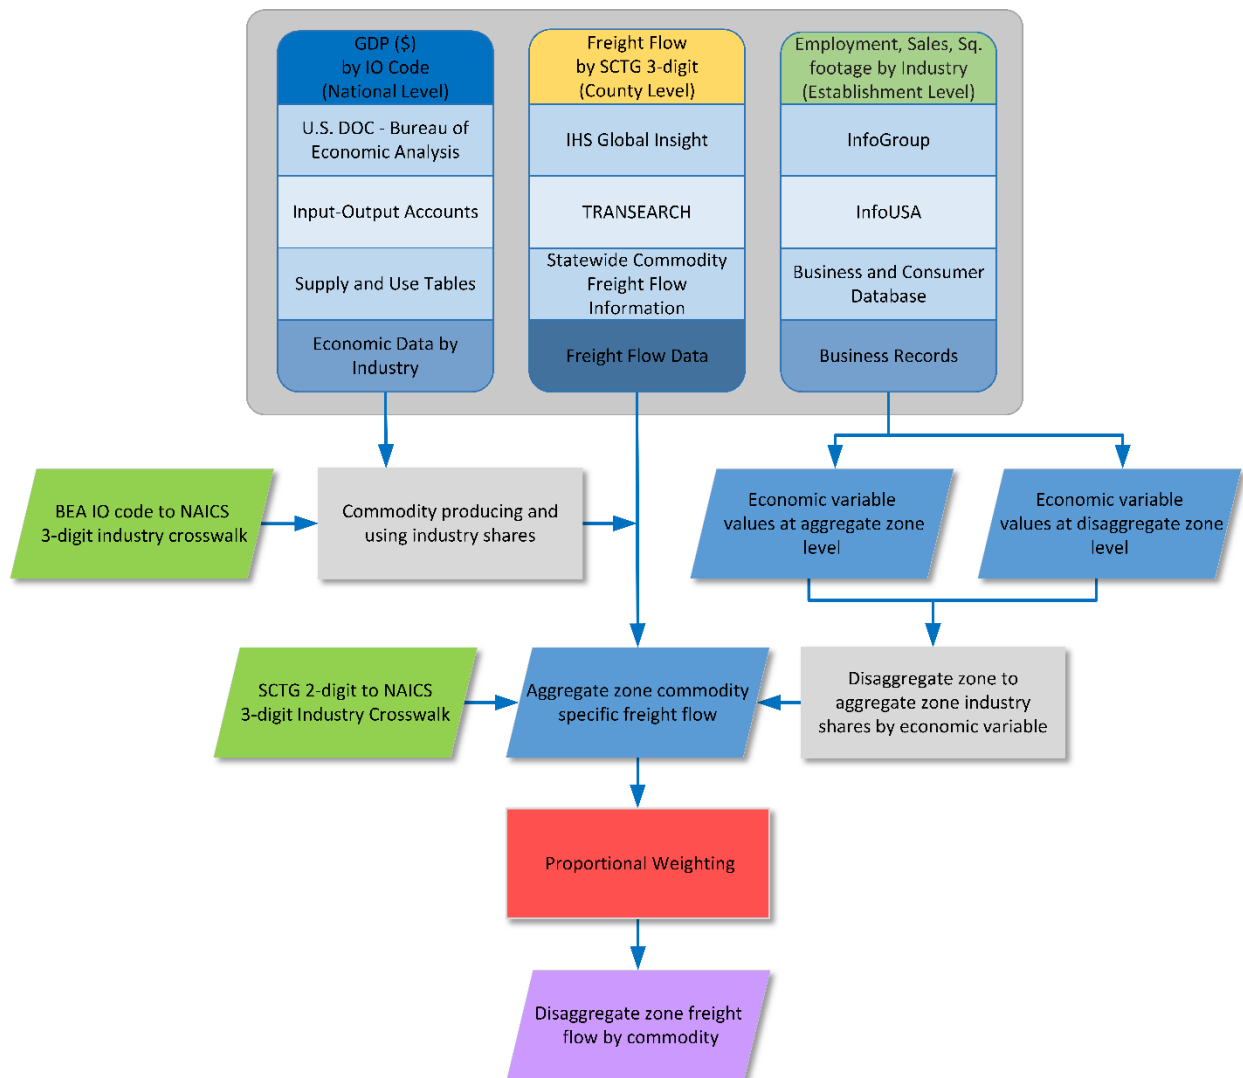 GDP ($)
by IO Code
(National Level)
U.S. DOC - Bureau of
Economic Analysis
Input-Output Accounts
Supply and Use Tables
Economic Data by
Industry
Freight Flow
by SCTG 3-digit
(County Level)
IHS Global Insight
TRANSEARCH
Statewide Commodity
Freight Flow
Information
Freight Flow Data
Employment, Sales, Sq.
footage by Industry
(Establishment Level)
InfoGroup
InfoUSA
Business and Consumer
Database
Business Records
BEA IO code to NAICS
3-digit industry crosswalk
Commodity producing and
using industry shares
Economic variable
values at aggregate zone
level
Economic variable
values at disaggregate zone
level
SCTG 2-digit to NAICS
3-digit Industry Crosswalk
Aggregate zone commodity
specific freight flow
Disaggregate zone to
aggregate zone industry
shares by economic variable
Proportional Weighting
Disaggregate zone freight
flow by commodity